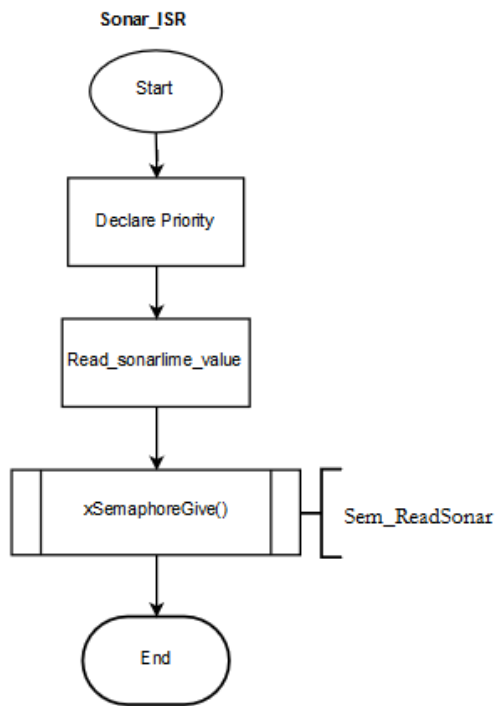 Sonar_ISR
Start
Declare Priority
Read_sonarlime_value
xSemaphoreGive()
Sem_ReadSonar
End